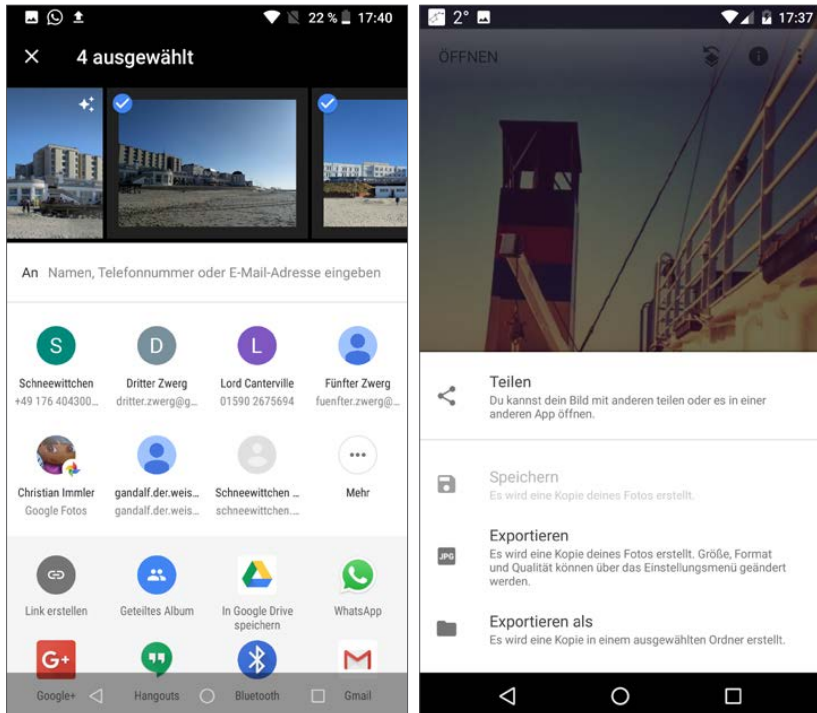 22 % 17:40
4 ausgewählt
An Namen, Telefonnummer oder E-Mail-Adresse eingeben
S
D
L
Schneewittchen
Dritter Zwerg
Lord Canterville
Fünfter Zwerg
+49 176 404300...
dritter.zwerg@g...
01590 2675694
fuenfter.zwerg@...
Christian Immler
gandalf.der.weis...
Schneewittchen ...
Mehr
Google Fotos
gandalf.der.weis...
schneewittchen....
Link erstellen
Geteiltes Album
In Google Drive
speichern
WhatsApp
G+
Google+
Hangouts
Bluetooth
Gmail
2° 17:37
ÖFFNEN
Teilen
Du kannst dein Bild mit anderen teilen oder es in einer
anderen App öffnen.
Speichern
Es wird eine Kopie deines Fotos erstellt.
JPG
Exportieren
Es wird eine Kopie deines Fotos erstellt. Größe, Format
und Qualität können über das Einstellungsmenü geändert
werden.
Exportieren als
Es wird eine Kopie in einem ausgewählten Ordner erstellt.